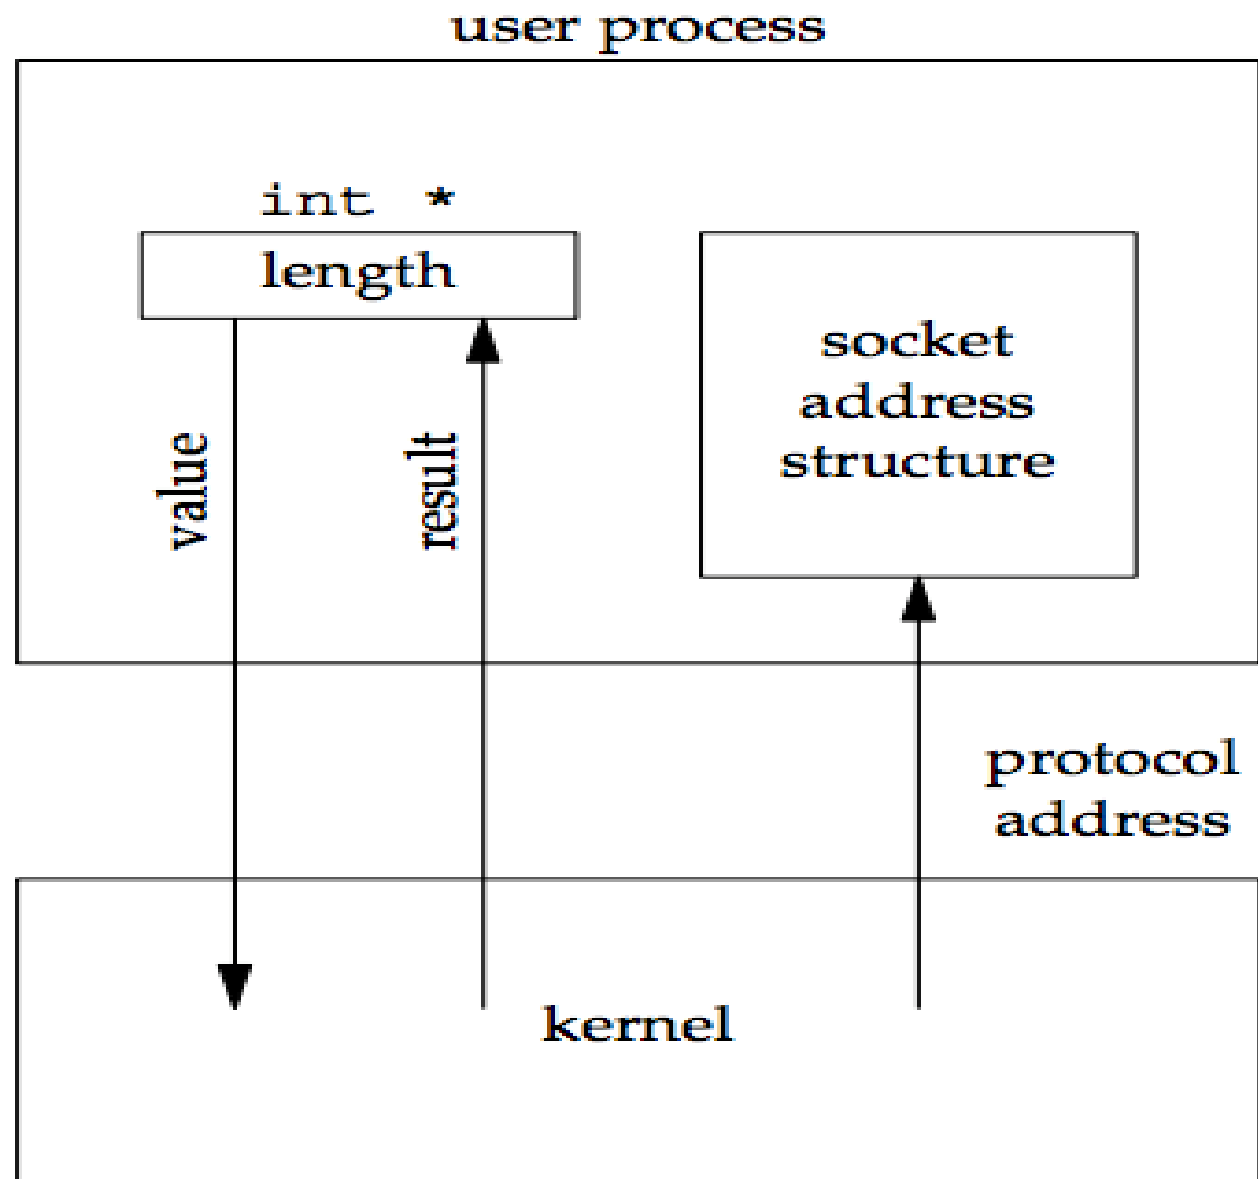 user process
int *
length
socket
address
structure
value
result
protocol
address
kernel